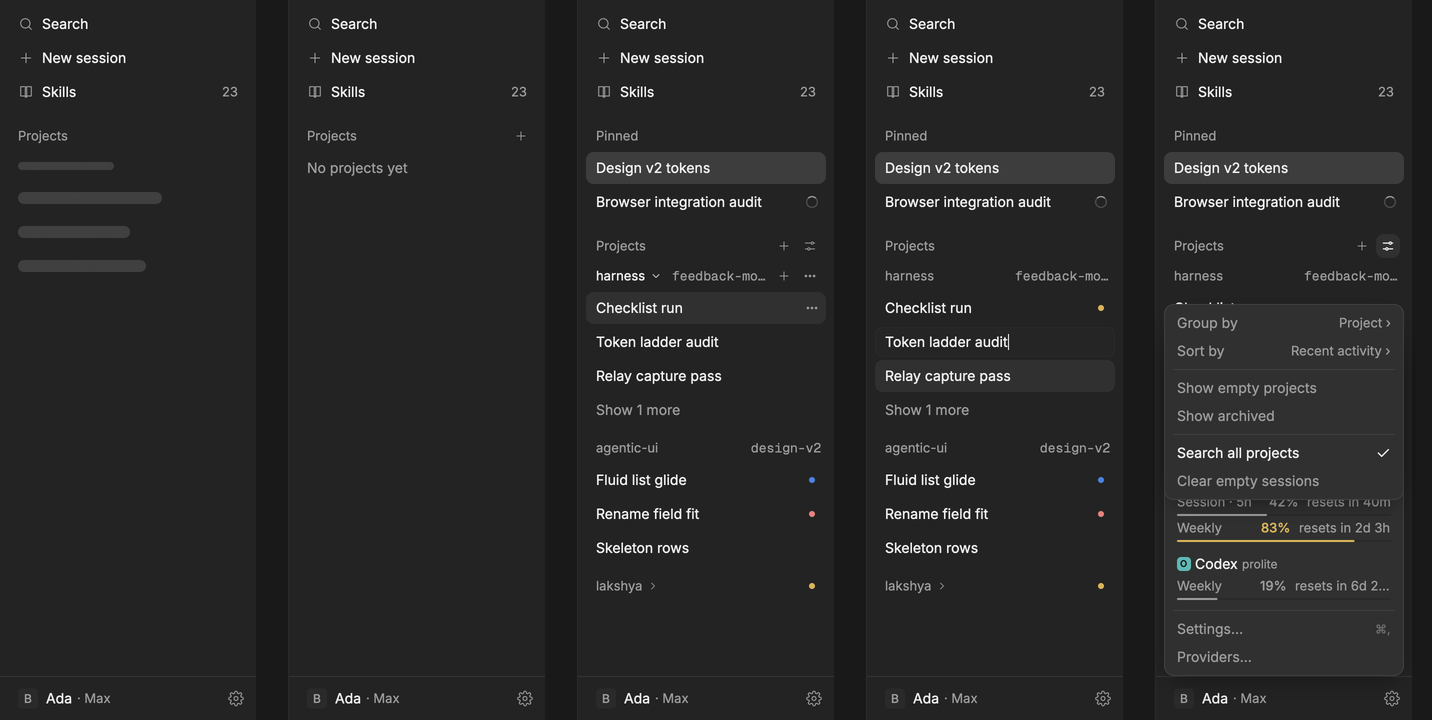 Search
New session
Skills 23
Projects
B Ada · Max
Search
New session
Skills 23
Projects
No projects yet
B Ada · Max
Search
New session
Skills 23
Pinned
Design v2 tokens
Browser integration audit
Projects
harness feedback-mo…
Checklist run
Token ladder audit
Relay capture pass
Show 1 more
agentic-ui design-v2
Fluid list glide
Rename field fit
Skeleton rows
lakshya
B Ada · Max
Search
New session
Skills 23
Pinned
Design v2 tokens
Browser integration audit
Projects
harness feedback-mo…
Checklist run
Token ladder audit
Relay capture pass
Show 1 more
agentic-ui design-v2
Fluid list glide
Rename field fit
Skeleton rows
lakshya
B Ada · Max
Search
New session
Skills 23
Pinned
Design v2 tokens
Browser integration audit
Projects
harness feedback-mo…
Group by Project ›
Sort by Recent activity ›
Show empty projects
Show archived
Search all projects
Clear empty sessions
Session · 5h 42% resets in 40m
Weekly 83% resets in 2d 3h
O Codex prolite
Weekly 19% resets in 6d 2…
Settings… ⌘,
Providers…
B Ada · Max